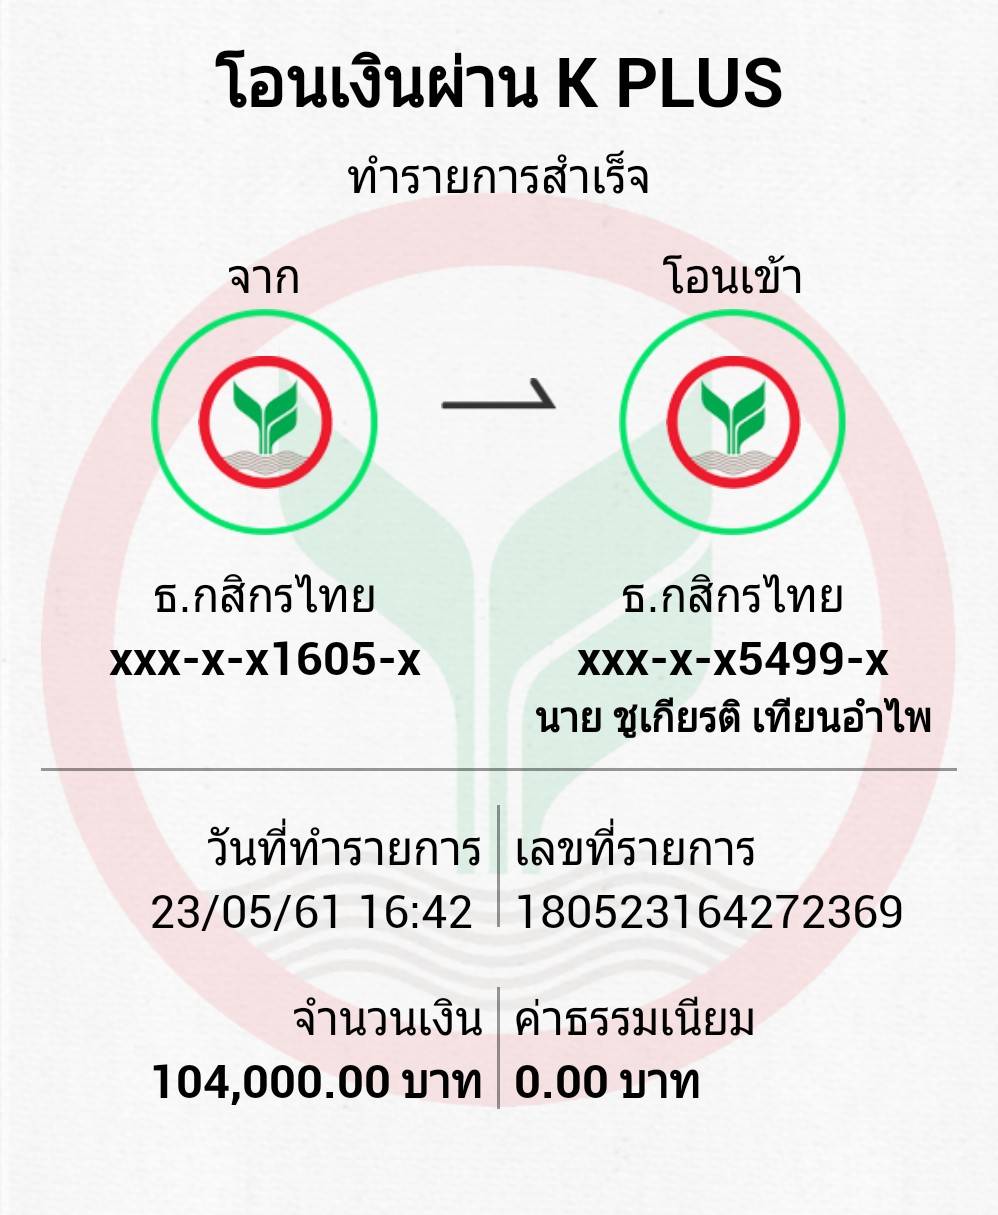 โอนเงินผ่าน K PLUS
ทำรายการสำเร็จ
จาก
โอนเข้า
ธ.กสิกรไทย
xxx-x-x1605-x
ธ.กสิกรไทย
xxx-x-x5499-x
นาย ชูเกียรติ เทียนอำไพ
วันที่ทำรายการ
23/05/61 16:42
เลขที่รายการ
180523164272369
จำนวนเงิน
104,000.00 บาท
ค่าธรรมเนียม
0.00 บาท